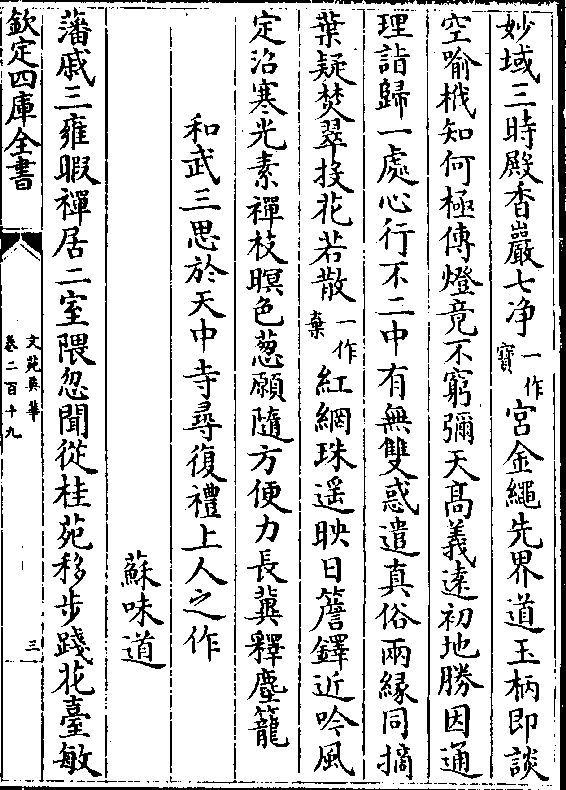 妙域三時殿香巖七净一作寳宮金繩先界道玉柄即談
空喻栰知何極傳燈竟不窮彌天髙義逺初地勝因通
理詣歸一處心行不二中有無雙惑遣真俗兩縁同摘
葉疑焚翠投花若散一作棄紅網珠遥映日簷鐸近吟風
定沼寒光素禪枝暝色葱願隨方便力長冀釋塵籠
和武三思於天中寺尋復禮上人之作
蘇味道
藩戚三雍暇禪居二室隈忽聞從桂苑移步踐花臺敏
欽定四庫全書
文苑英華
卷二百十九
三